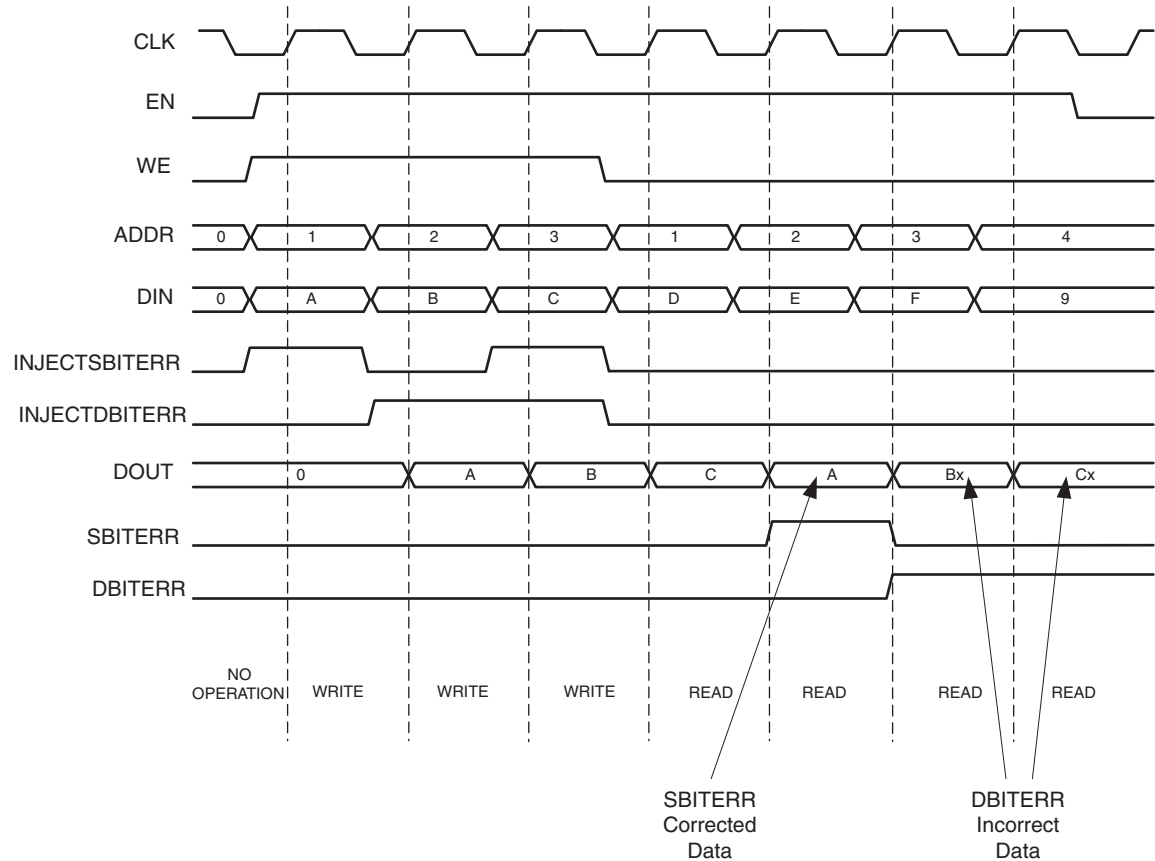 CLK
EN
WE
ADDR 0 1 2 3 1 2 3 4
DIN 0 A B C D E F 9
INJECTSBITERR
INJECTDBITERR
DOUT 0 A B C A Bx Cx
SBITERR
DBITERR
NO
OPERATION WRITE WRITE WRITE READ READ READ READ
SBITERR
Corrected
Data
DBITERR
Incorrect
Data